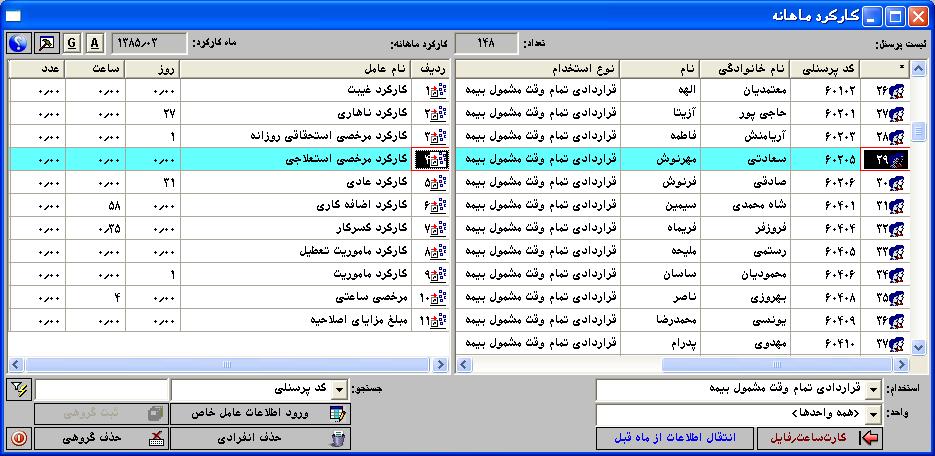 کارکرد ماهانه
لیست پرسنل: تعداد: ۱۴۸ کارکرد ماهانه: ماه کارکرد: ۱۳۸۵/۰۳ A G
* کد پرسنلی نام خانوادگی نام نوع استخدام
۲۶ ۶۰۱۰۲ معتمدیان الهه قراردادی تمام وقت مشمول بیمه
۲۷ ۶۰۲۰۱ حاجی پور آزیتا قراردادی تمام وقت مشمول بیمه
۲۸ ۶۰۲۰۳ آریامنش فاطمه قراردادی تمام وقت مشمول بیمه
۲۹ ۶۰۲۰۵ سعادتی مهرنوش قراردادی تمام وقت مشمول بیمه
۳۰ ۶۰۲۰۶ صادقی فرنوش قراردادی تمام وقت مشمول بیمه
۳۱ ۶۰۴۰۱ شاه محمدی سیمین قراردادی تمام وقت مشمول بیمه
۳۲ ۶۰۴۰۴ فروزفر فریماه قراردادی تمام وقت مشمول بیمه
۳۳ ۶۰۴۰۵ رستمی ملیحه قراردادی تمام وقت مشمول بیمه
۳۴ ۶۰۴۰۶ محمودیان ساسان قراردادی تمام وقت مشمول بیمه
۳۵ ۶۰۴۰۸ بهروزی ناصر قراردادی تمام وقت مشمول بیمه
۳۶ ۶۰۴۰۹ یونسی محمدرضا قراردادی تمام وقت مشمول بیمه
۳۷ ۶۰۴۱۰ مهدوی پدرام قراردادی تمام وقت مشمول بیمه
ردیف نام عامل روز ساعت عدد
۱ کارکرد غیبت ۰/۰۰ ۰/۰۰ ۰/۰۰
۲ کارکرد ناهاری ۲۷ ۰/۰۰ ۰/۰۰
۳ کارکرد مرخصی استحقاقی روزانه ۱ ۰/۰۰ ۰/۰۰
۴ کارکرد مرخصی استعلاجی ۰/۰۰ ۰/۰۰ ۰/۰۰
۵ کارکرد عادی ۳۱ ۰/۰۰ ۰/۰۰
۶ کارکرد اضافه کاری ۰/۰۰ ۵۸ ۰/۰۰
۷ کارکرد کسرکار ۰/۰۰ ۰/۳۵ ۰/۰۰
۸ کارکرد ماموریت تعطیل ۰/۰۰ ۰/۰۰ ۰/۰۰
۹ کارکرد ماموریت ۱ ۰/۰۰ ۰/۰۰
۱۰ مرخصی ساعتی ۰/۰۰ ۴ ۰/۰۰
۱۱ مبلغ مزایای اصلاحیه ۰/۰۰ ۰/۰۰ ۰/۰۰
استخدام: قراردادی تمام وقت مشمول بیمه
واحد: <همه واحدها>
کارت‌ساعت/فایل انتقال اطلاعات از ماه قبل
جستجو: کد پرسنلی
ورود اطلاعات عامل خاص ثبت گروهی
حذف انفرادی حذف گروهی